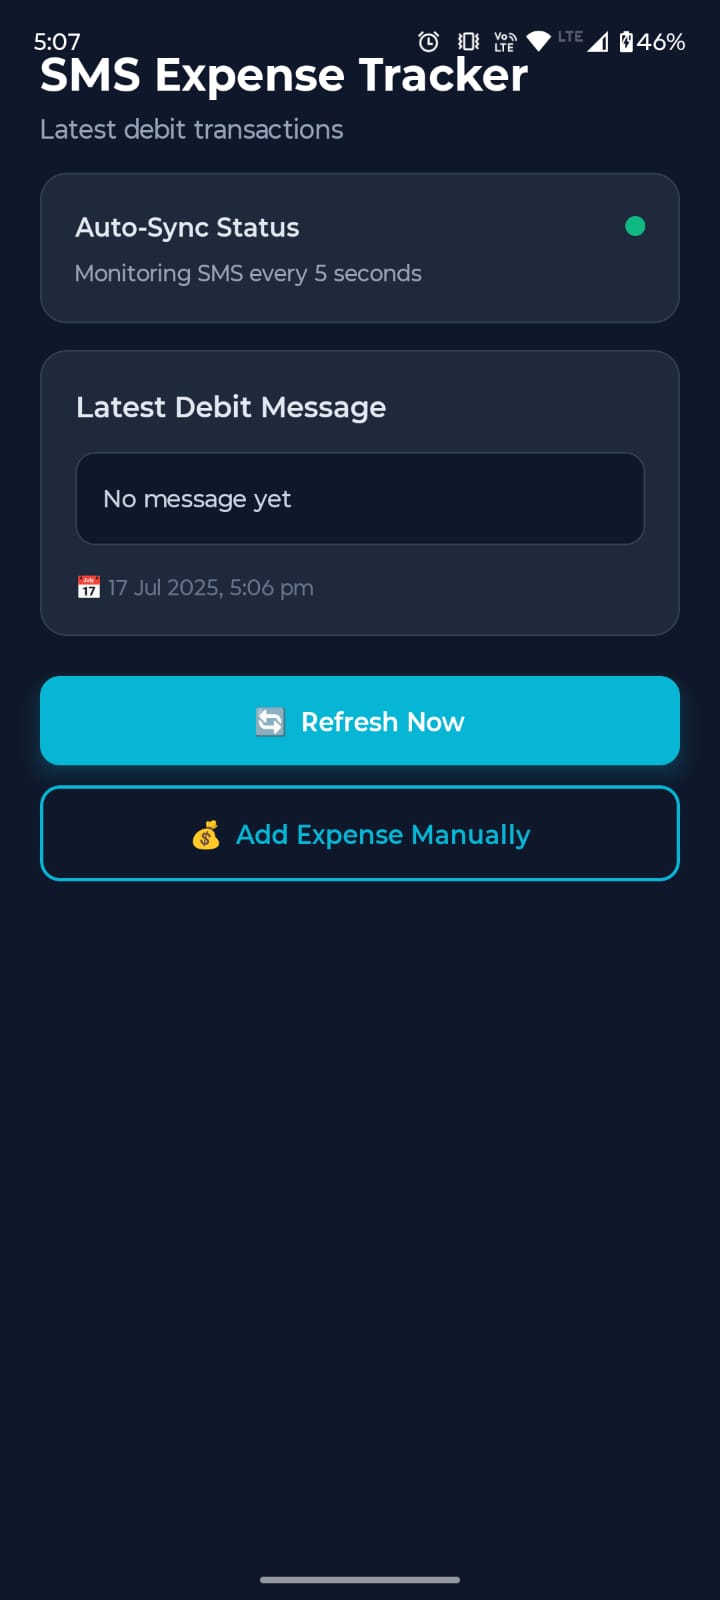 5:07 Vo LTE LTE 46%
SMS Expense Tracker
Latest debit transactions
Auto-Sync Status
Monitoring SMS every 5 seconds
Latest Debit Message
No message yet
📅 17 Jul 2025, 5:06 pm
🔄 Refresh Now
💰 Add Expense Manually